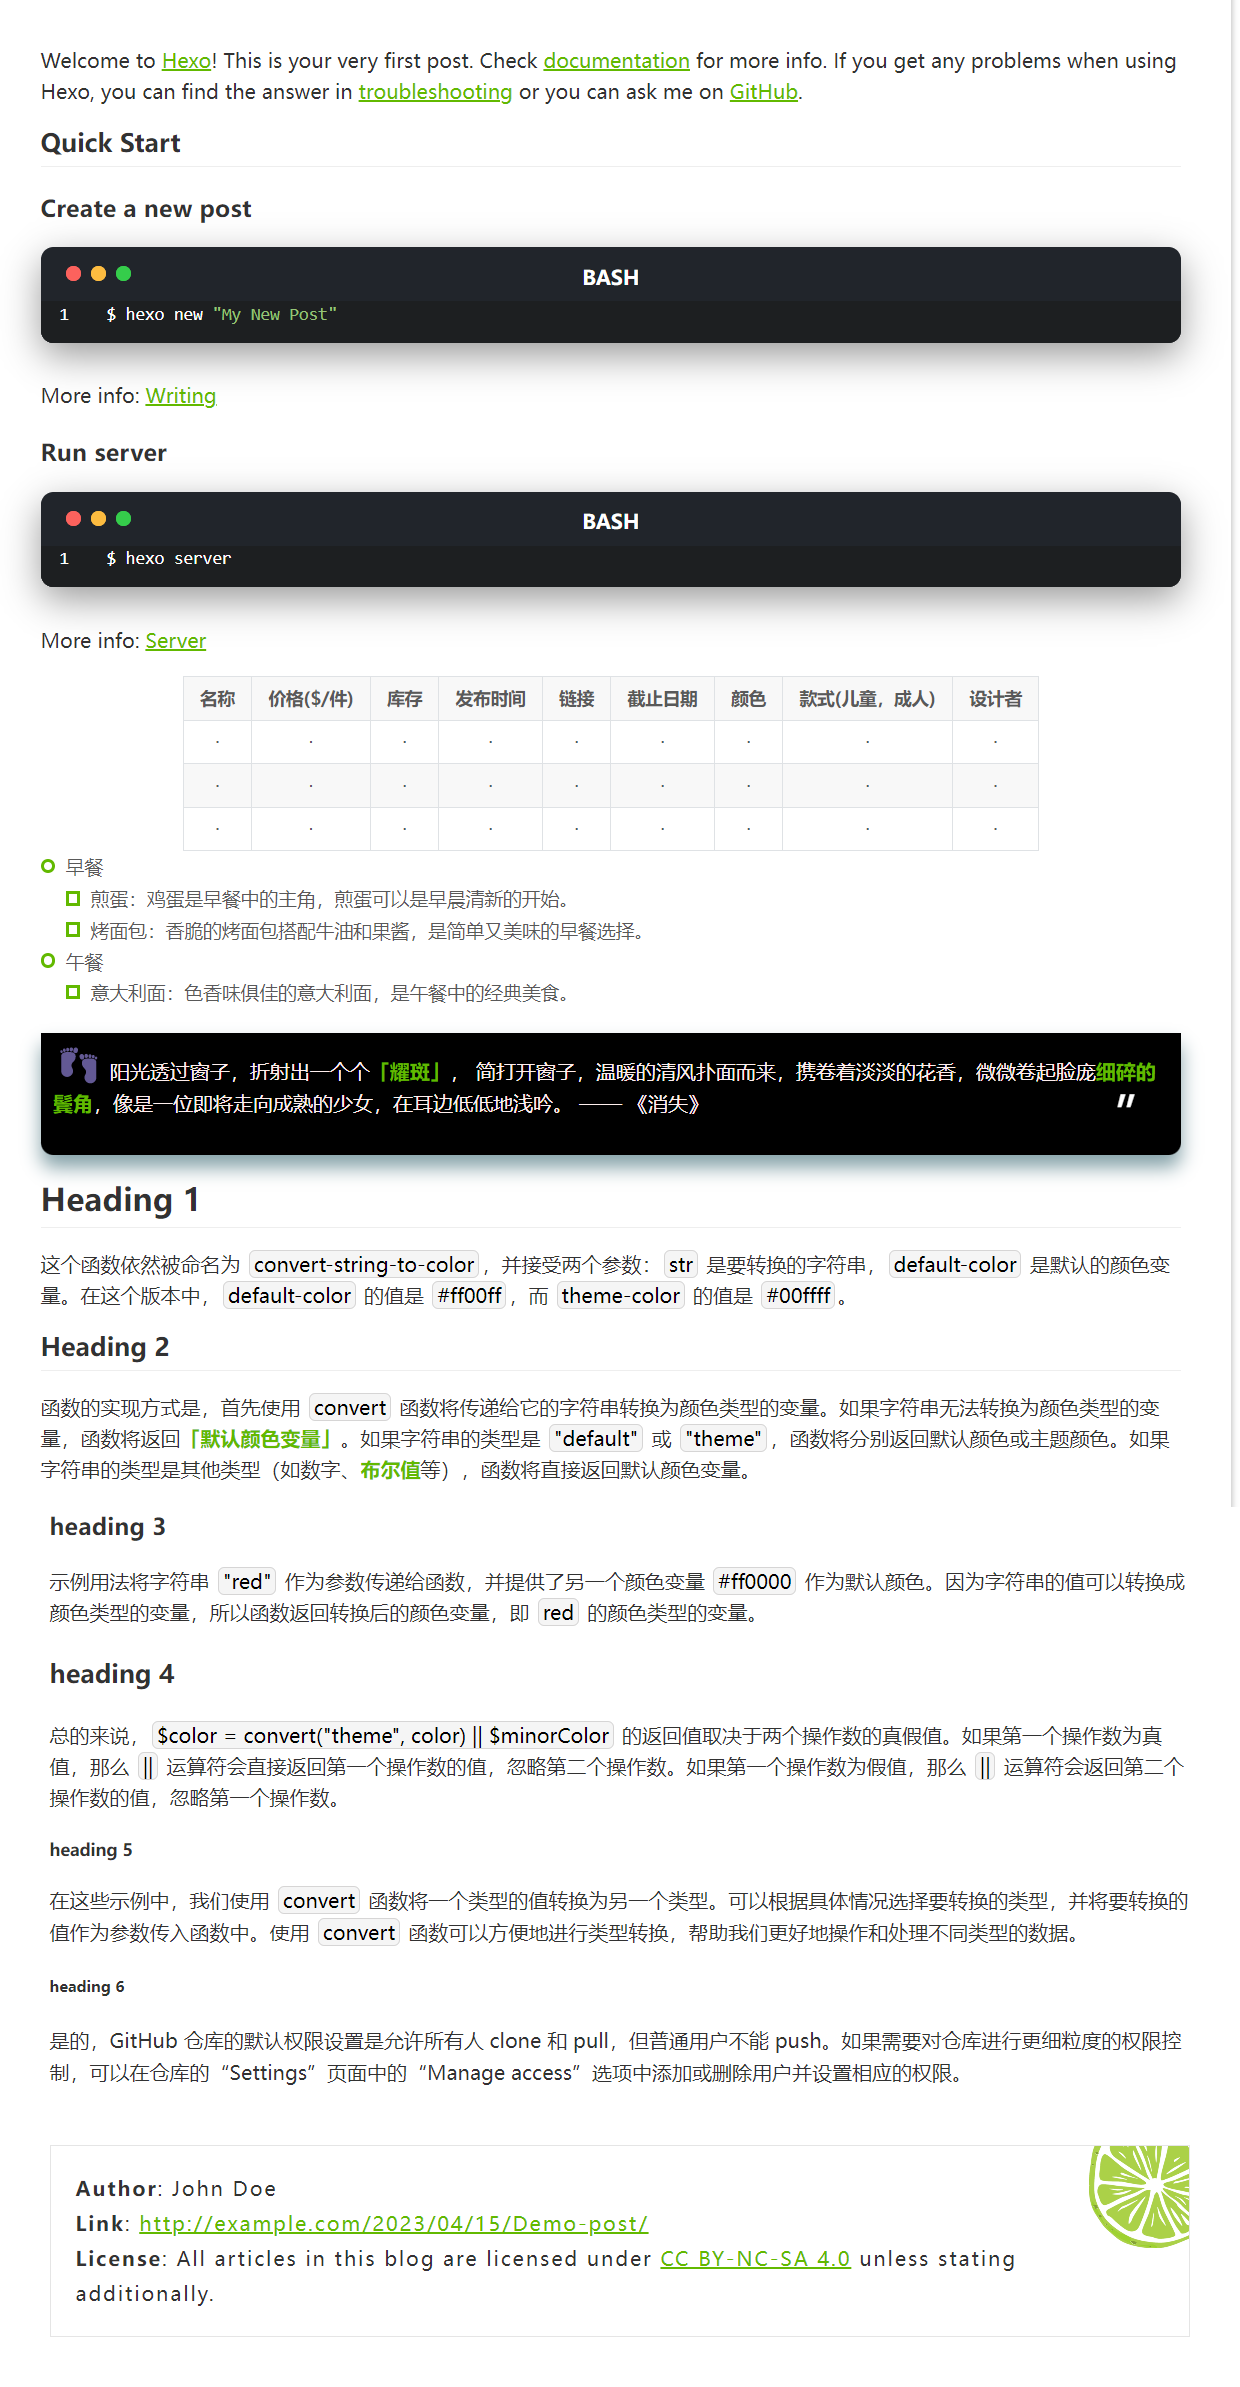 Welcome to Hexo! This is your very first post. Check documentation for more info. If you get any problems when using
Hexo, you can find the answer in troubleshooting or you can ask me on GitHub.
Quick Start
Create a new post
BASH
1 $ hexo new "My New Post"
More info: Writing
Run server
BASH
1 $ hexo server
More info: Server
名称 价格($/件) 库存 发布时间 链接 截止日期 颜色 款式(儿童，成人) 设计者
· · · · · · · · ·
· · · · · · · · ·
· · · · · · · · ·
早餐
煎蛋：鸡蛋是早餐中的主角，煎蛋可以是早晨清新的开始。
烤面包：香脆的烤面包搭配牛油和果酱，是简单又美味的早餐选择。
午餐
意大利面：色香味俱佳的意大利面，是午餐中的经典美食。
阳光透过窗子，折射出一个个「耀斑」， 简打开窗子，温暖的清风扑面而来，携卷着淡淡的花香，微微卷起脸庞细碎的
鬓角，像是一位即将走向成熟的少女，在耳边低低地浅吟。 —— 《消失》 "
Heading 1
这个函数依然被命名为 convert-string-to-color，并接受两个参数：str 是要转换的字符串，default-color 是默认的颜色变
量。在这个版本中，default-color 的值是 #ff00ff，而 theme-color 的值是 #00ffff。
Heading 2
函数的实现方式是，首先使用 convert 函数将传递给它的字符串转换为颜色类型的变量。如果字符串无法转换为颜色类型的变
量，函数将返回「默认颜色变量」。如果字符串的类型是 "default" 或 "theme"，函数将分别返回默认颜色或主题颜色。如果
字符串的类型是其他类型（如数字、布尔值等），函数将直接返回默认颜色变量。
heading 3
示例用法将字符串 "red" 作为参数传递给函数，并提供了另一个颜色变量 #ff0000 作为默认颜色。因为字符串的值可以转换成
颜色类型的变量，所以函数返回转换后的颜色变量，即 red 的颜色类型的变量。
heading 4
总的来说，$color = convert("theme", color) || $minorColor 的返回值取决于两个操作数的真假值。如果第一个操作数为真
值，那么 || 运算符会直接返回第一个操作数的值，忽略第二个操作数。如果第一个操作数为假值，那么 || 运算符会返回第二个
操作数的值，忽略第一个操作数。
heading 5
在这些示例中，我们使用 convert 函数将一个类型的值转换为另一个类型。可以根据具体情况选择要转换的类型，并将要转换的
值作为参数传入函数中。使用 convert 函数可以方便地进行类型转换，帮助我们更好地操作和处理不同类型的数据。
heading 6
是的，GitHub 仓库的默认权限设置是允许所有人 clone 和 pull，但普通用户不能 push。如果需要对仓库进行更细粒度的权限控
制，可以在仓库的“Settings”页面中的“Manage access”选项中添加或删除用户并设置相应的权限。
Author: John Doe
Link: http://example.com/2023/04/15/Demo-post/
License: All articles in this blog are licensed under CC BY-NC-SA 4.0 unless stating
additionally.